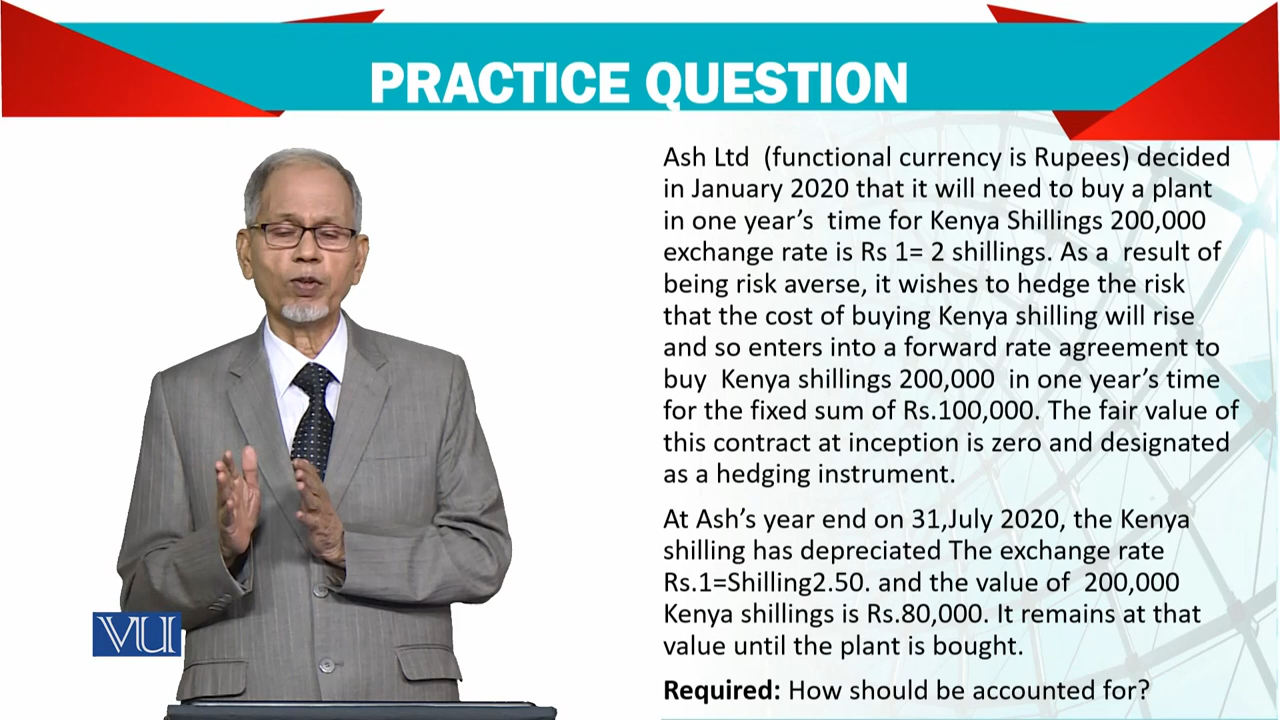 PRACTICE QUESTION
Ash Ltd (functional currency is Rupees) decided
in January 2020 that it will need to buy a plant
in one year’s time for Kenya Shillings 200,000
exchange rate is Rs 1= 2 shillings. As a result of
being risk averse, it wishes to hedge the risk
that the cost of buying Kenya shilling will rise
and so enters into a forward rate agreement to
buy Kenya shillings 200,000 in one year’s time
for the fixed sum of Rs.100,000. The fair value of
this contract at inception is zero and designated
as a hedging instrument.
At Ash’s year end on 31,July 2020, the Kenya
shilling has depreciated The exchange rate
Rs.1=Shilling2.50. and the value of 200,000
Kenya shillings is Rs.80,000. It remains at that
value until the plant is bought.
Required: How should be accounted for?
VU